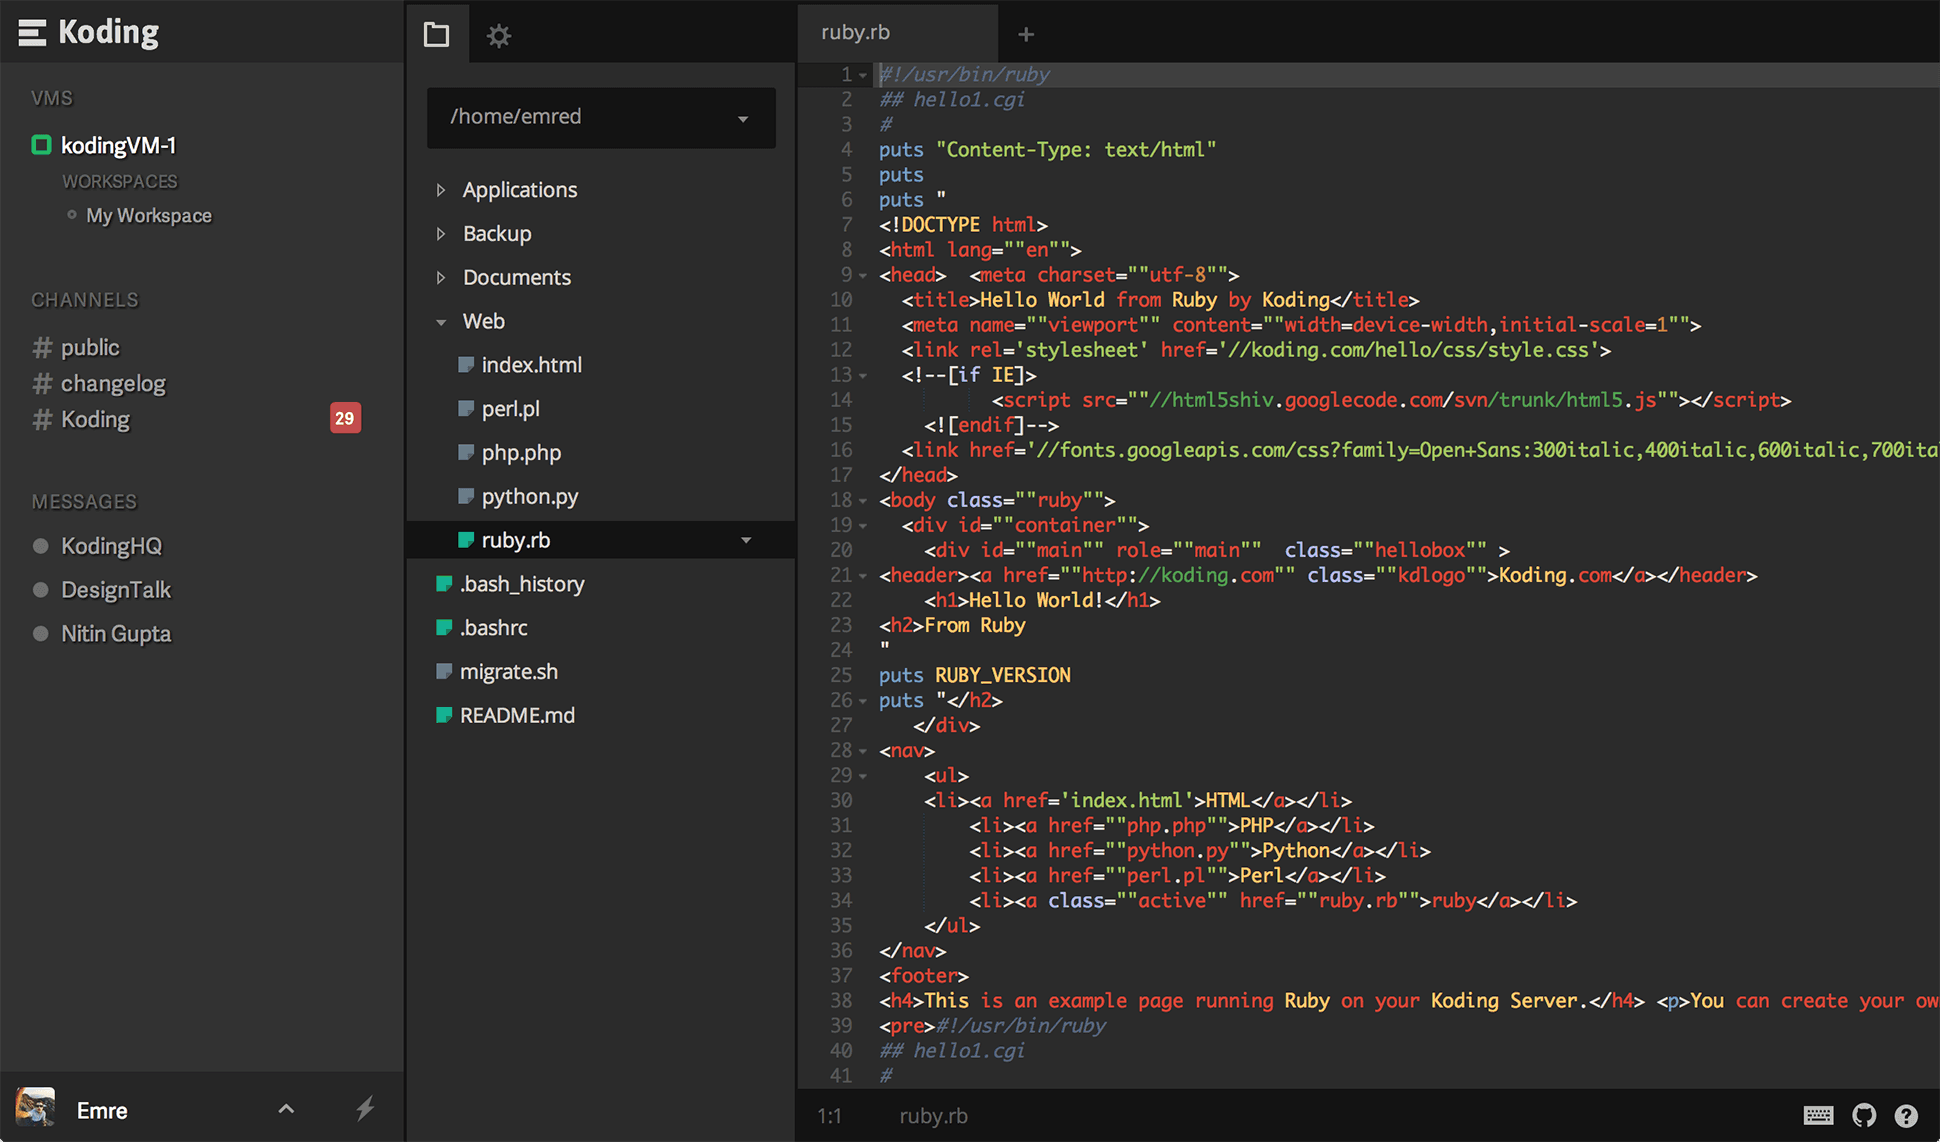 Koding
VMS
kodingVM-1
WORKSPACES
My Workspace
CHANNELS
# public
# changelog
# Koding 29
MESSAGES
KodingHQ
DesignTalk
Nitin Gupta
Emre
/home/emred
Applications
Backup
Documents
Web
index.html
perl.pl
php.php
python.py
ruby.rb
.bash_history
.bashrc
migrate.sh
README.md
ruby.rb +
1 #!/usr/bin/ruby
2 ## hello1.cgi
3 #
4 puts "Content-Type: text/html"
5 puts
6 puts "
7 <!DOCTYPE html>
8 <html lang=""en"">
9 <head>  <meta charset=""utf-8"">
10   <title>Hello World from Ruby by Koding</title>
11   <meta name=""viewport"" content=""width=device-width,initial-scale=1"">
12   <link rel='stylesheet' href='//koding.com/hello/css/style.css'>
13   <!--[if IE]>
14           <script src=""//html5shiv.googlecode.com/svn/trunk/html5.js""></script>
15     <![endif]-->
16   <link href='//fonts.googleapis.com/css?family=Open+Sans:300italic,400italic,600italic,700ita
17 </head>
18 <body class=""ruby"">
19   <div id=""container"">
20     <div id=""main"" role=""main""  class=""hellobox"" >
21 <header><a href=""http://koding.com"" class=""kdlogo"">Koding.com</a></header>
22     <h1>Hello World!</h1>
23 <h2>From Ruby
24 "
25 puts RUBY_VERSION
26 puts "</h2>
27    </div>
28 <nav>
29     <ul>
30     <li><a href='index.html'>HTML</a></li>
31         <li><a href=""php.php"">PHP</a></li>
32         <li><a href=""python.py"">Python</a></li>
33         <li><a href=""perl.pl"">Perl</a></li>
34         <li><a class=""active"" href=""ruby.rb"">ruby</a></li>
35     </ul>
36 </nav>
37 <footer>
38 <h4>This is an example page running Ruby on your Koding Server.</h4> <p>You can create your ow
39 <pre>#!/usr/bin/ruby
40 ## hello1.cgi
41 #
1:1 ruby.rb ?